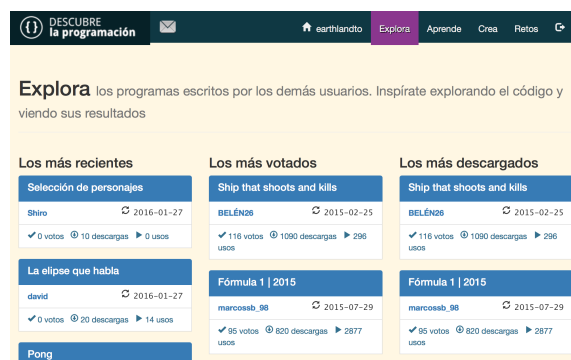 DESCUBRE
la programación
earthlandto Explora Aprende Crea Retos
Explora los programas escritos por los demás usuarios. Inspírate explorando el código y
viendo sus resultados
Los más recientes
Selección de personajes
Shiro 2016-01-27
0 votos 10 descargas 0 usos
La elipse que habla
david 2016-01-27
0 votos 20 descargas 14 usos
Pong
Los más votados
Ship that shoots and kills
BELÉN26 2015-02-25
116 votos 1090 descargas 296
usos
Fórmula 1 | 2015
marcossb_98 2015-07-29
95 votos 820 descargas 2877
usos
Los más descargados
Ship that shoots and kills
BELÉN26 2015-02-25
116 votos 1090 descargas 296
usos
Fórmula 1 | 2015
marcossb_98 2015-07-29
95 votos 820 descargas 2877
usos